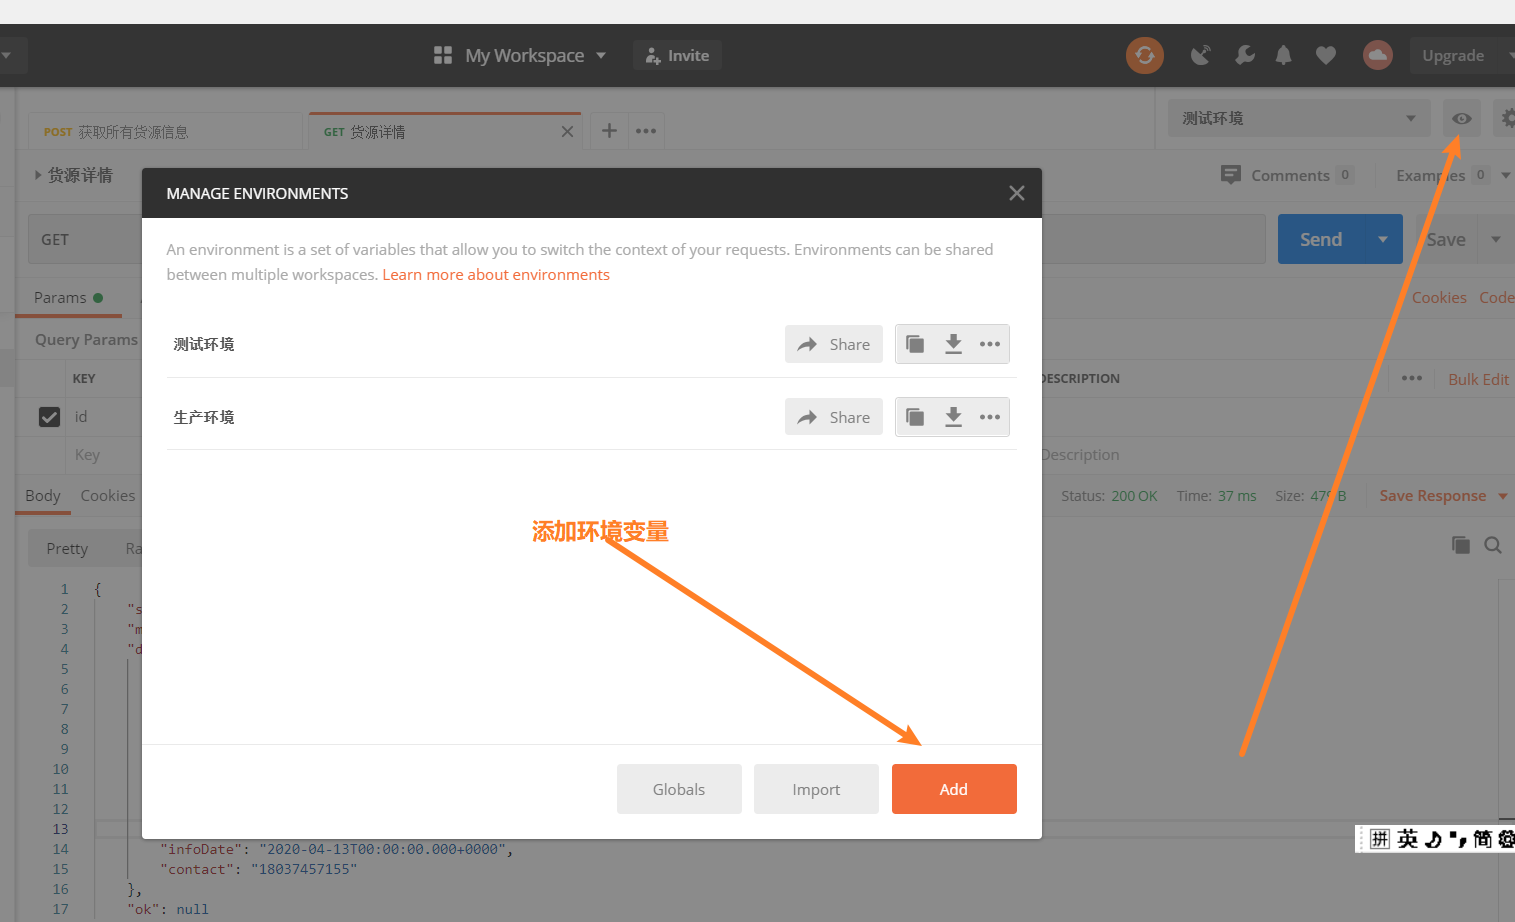 My Workspace
Invite
Upgrade
POST 获取所有货源信息
GET 货源详情
测试环境
货源详情
Comments 0
Examples 0
MANAGE ENVIRONMENTS
GET
Send
Save
An environment is a set of variables that allow you to switch the context of your requests. Environments can be shared
between multiple workspaces. Learn more about environments
Params
Cookies Code
Query Params
测试环境
Share
KEY
DESCRIPTION
Bulk Edit
id
生产环境
Share
Key
Description
Body
Cookies
Status: 200 OK
Time: 37 ms
Size: 479 B
Save Response
添加环境变量
Pretty
Ra
1 {
2 "s
3 "m
4 "d
5
6
7
8
9
10
11
12
13
Globals
Import
Add
14 "infoDate": "2020-04-13T00:00:00.000+0000",
15 "contact": "18037457155"
16 },
17 "ok": null
拼 英 简